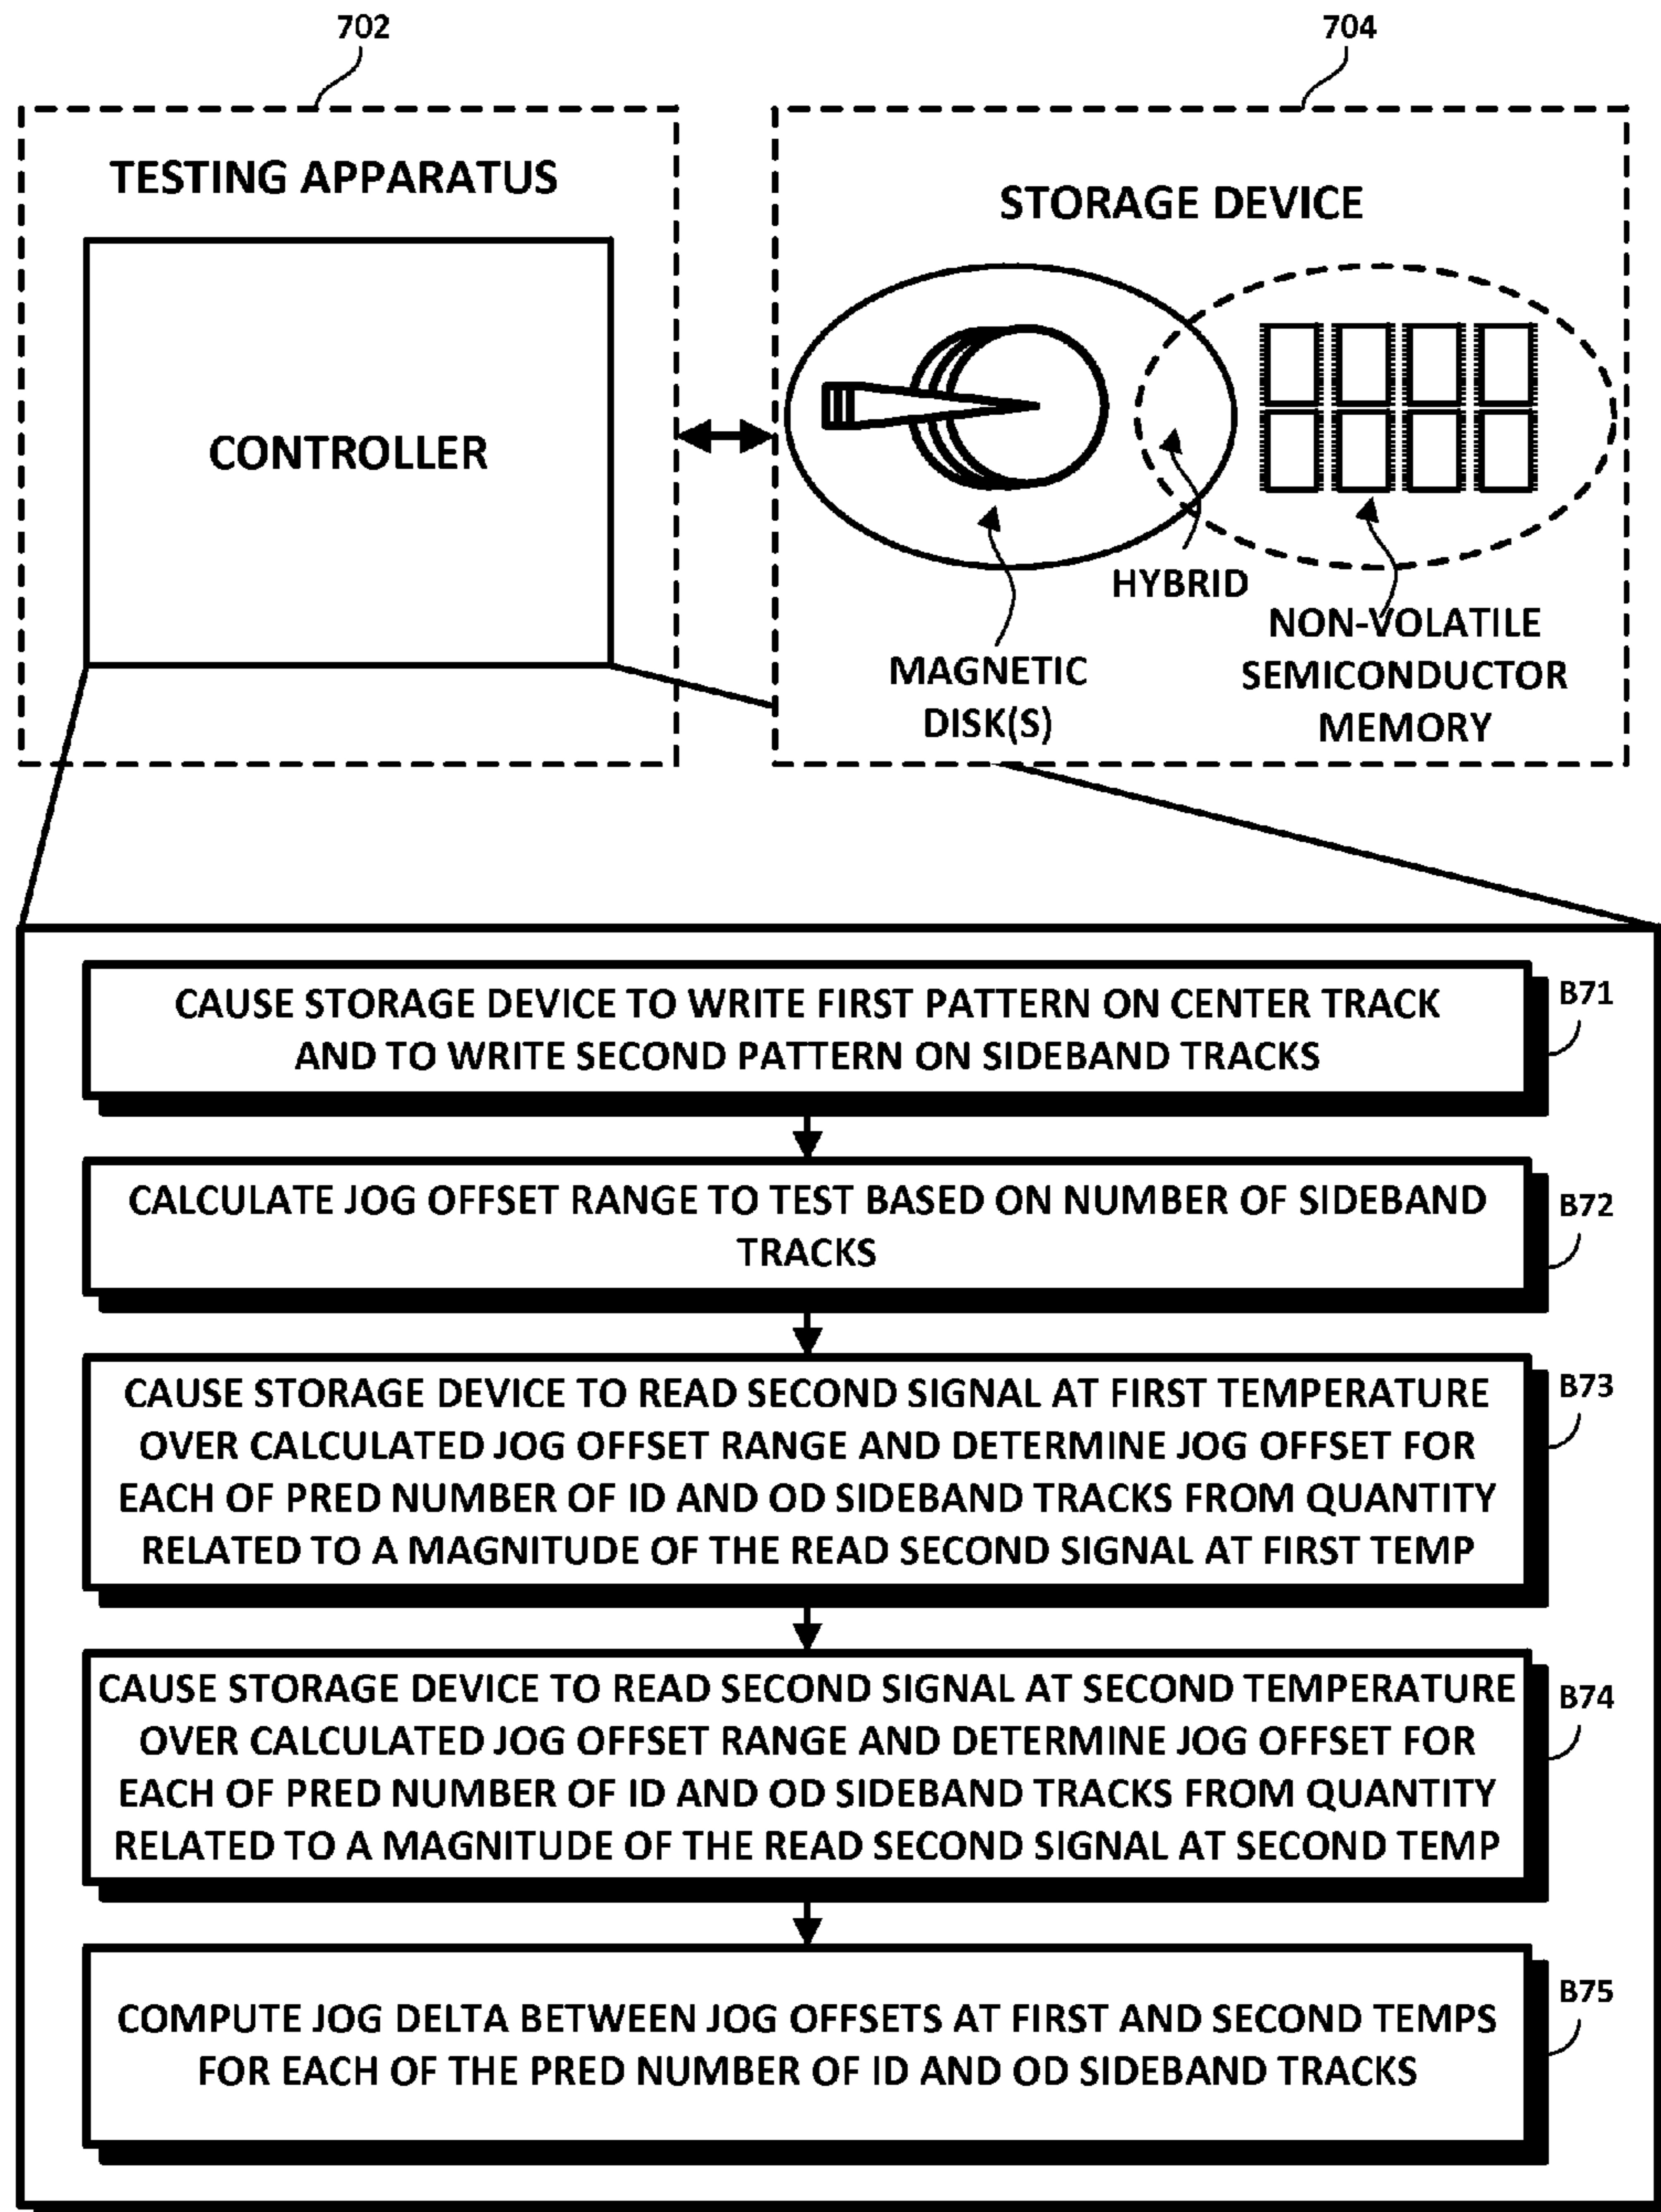 702
704
TESTING APPARATUS
STORAGE DEVICE
CONTROLLER
HYBRID
MAGNETIC
DISK(S)
NON-VOLATILE
SEMICONDUCTOR
MEMORY
CAUSE STORAGE DEVICE TO WRITE FIRST PATTERN ON CENTER TRACK
AND TO WRITE SECOND PATTERN ON SIDEBAND TRACKS
B71
CALCULATE JOG OFFSET RANGE TO TEST BASED ON NUMBER OF SIDEBAND
TRACKS
B72
CAUSE STORAGE DEVICE TO READ SECOND SIGNAL AT FIRST TEMPERATURE
OVER CALCULATED JOG OFFSET RANGE AND DETERMINE JOG OFFSET FOR
EACH OF PRED NUMBER OF ID AND OD SIDEBAND TRACKS FROM QUANTITY
RELATED TO A MAGNITUDE OF THE READ SECOND SIGNAL AT FIRST TEMP
B73
CAUSE STORAGE DEVICE TO READ SECOND SIGNAL AT SECOND TEMPERATURE
OVER CALCULATED JOG OFFSET RANGE AND DETERMINE JOG OFFSET FOR
EACH OF PRED NUMBER OF ID AND OD SIDEBAND TRACKS FROM QUANTITY
RELATED TO A MAGNITUDE OF THE READ SECOND SIGNAL AT SECOND TEMP
B74
COMPUTE JOG DELTA BETWEEN JOG OFFSETS AT FIRST AND SECOND TEMPS
FOR EACH OF THE PRED NUMBER OF ID AND OD SIDEBAND TRACKS
B75